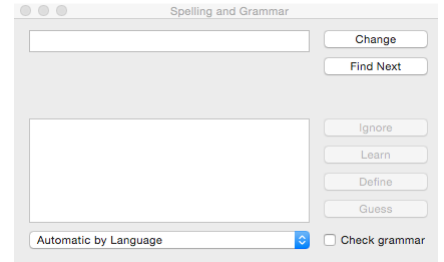 Spelling and Grammar
Change
Find Next
Ignore
Learn
Define
Guess
Automatic by Language
Check grammar